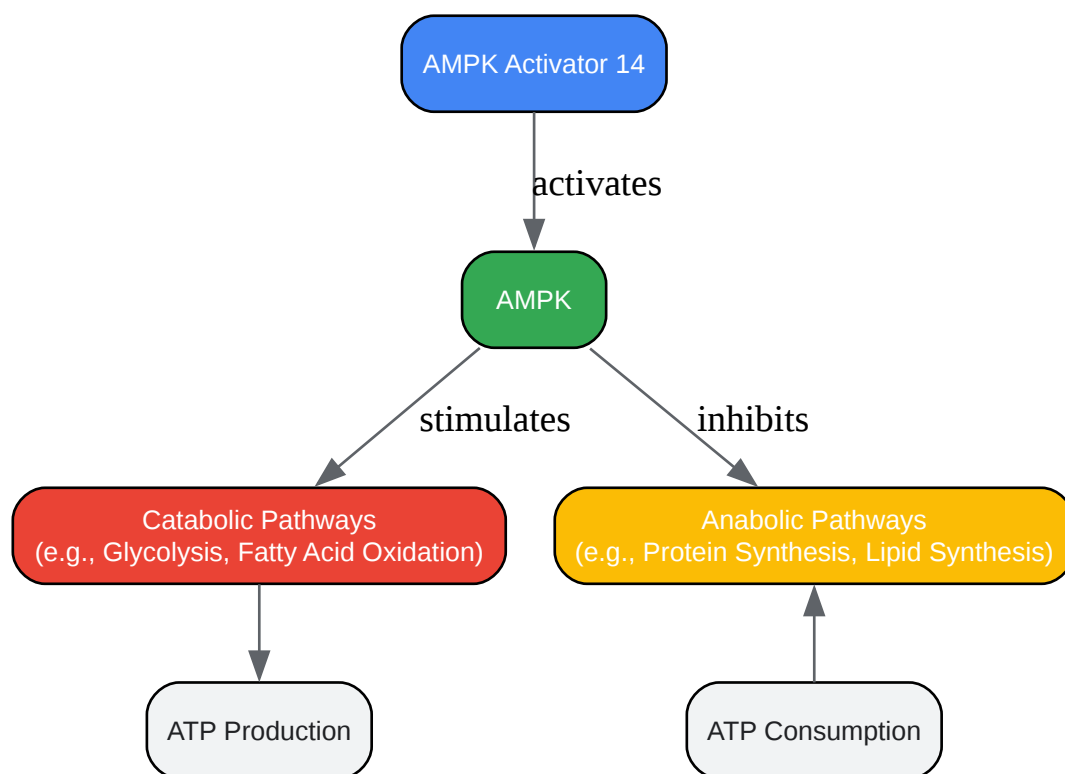 AMPK Activator 14
activates
AMPK
stimulates
inhibits
Catabolic Pathways
(e.g., Glycolysis, Fatty Acid Oxidation)
Anabolic Pathways
(e.g., Protein Synthesis, Lipid Synthesis)
ATP Production
ATP Consumption